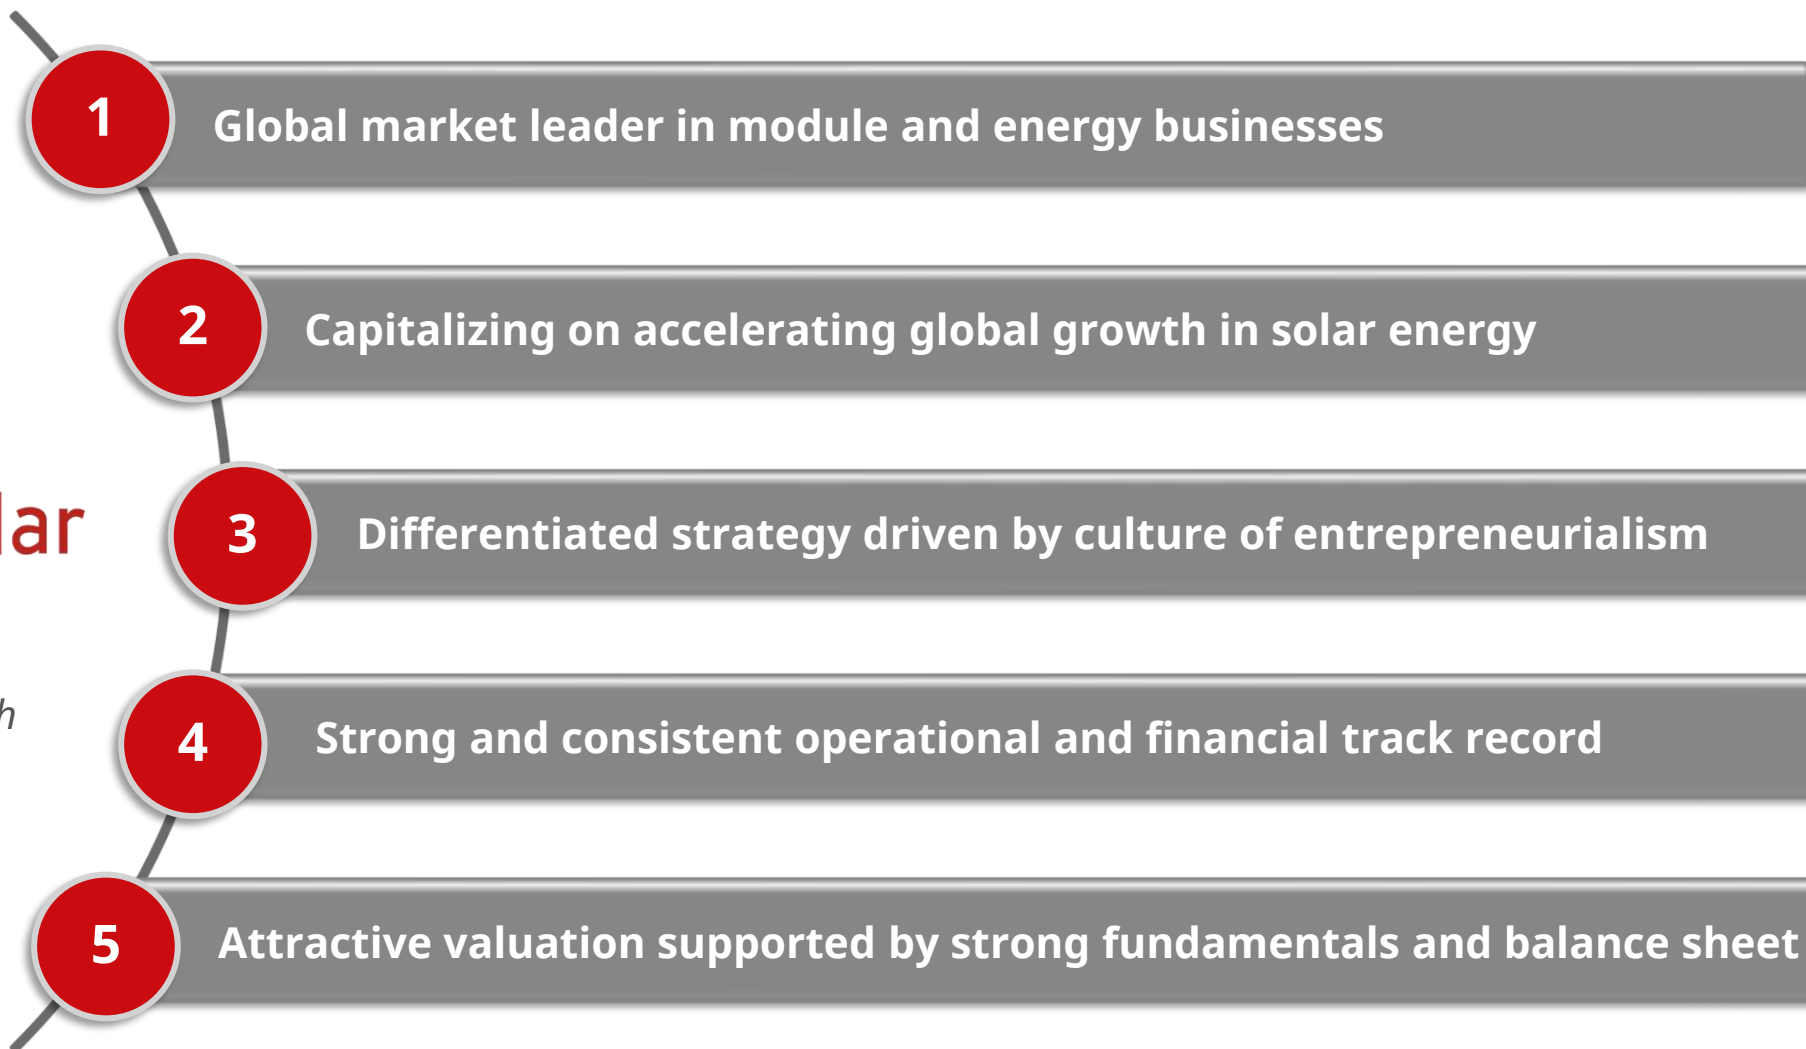 1
Global market leader in module and energy businesses
2
Capitalizing on accelerating global growth in solar energy
lar
3
Differentiated strategy driven by culture of entrepreneurialism
h
4
Strong and consistent operational and financial track record
5
Attractive valuation supported by strong fundamentals and balance sheet